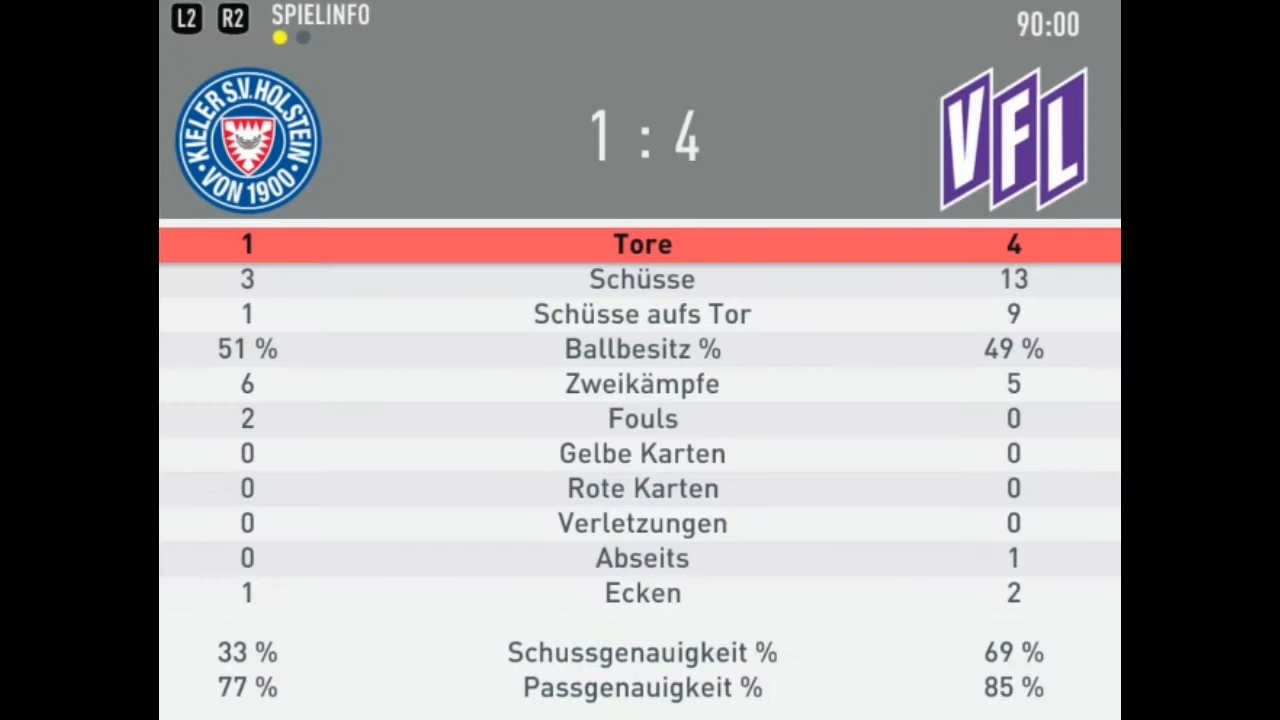 L2 R2 SPIELINFO 90:00
KIELER S.V. HOLSTEIN
VON 1900
1 : 4
VFL
1 Tore 4
3 Schüsse 13
1 Schüsse aufs Tor 9
51 % Ballbesitz % 49 %
6 Zweikämpfe 5
2 Fouls 0
0 Gelbe Karten 0
0 Rote Karten 0
0 Verletzungen 0
0 Abseits 1
1 Ecken 2
33 % Schussgenauigkeit % 69 %
77 % Passgenauigkeit % 85 %